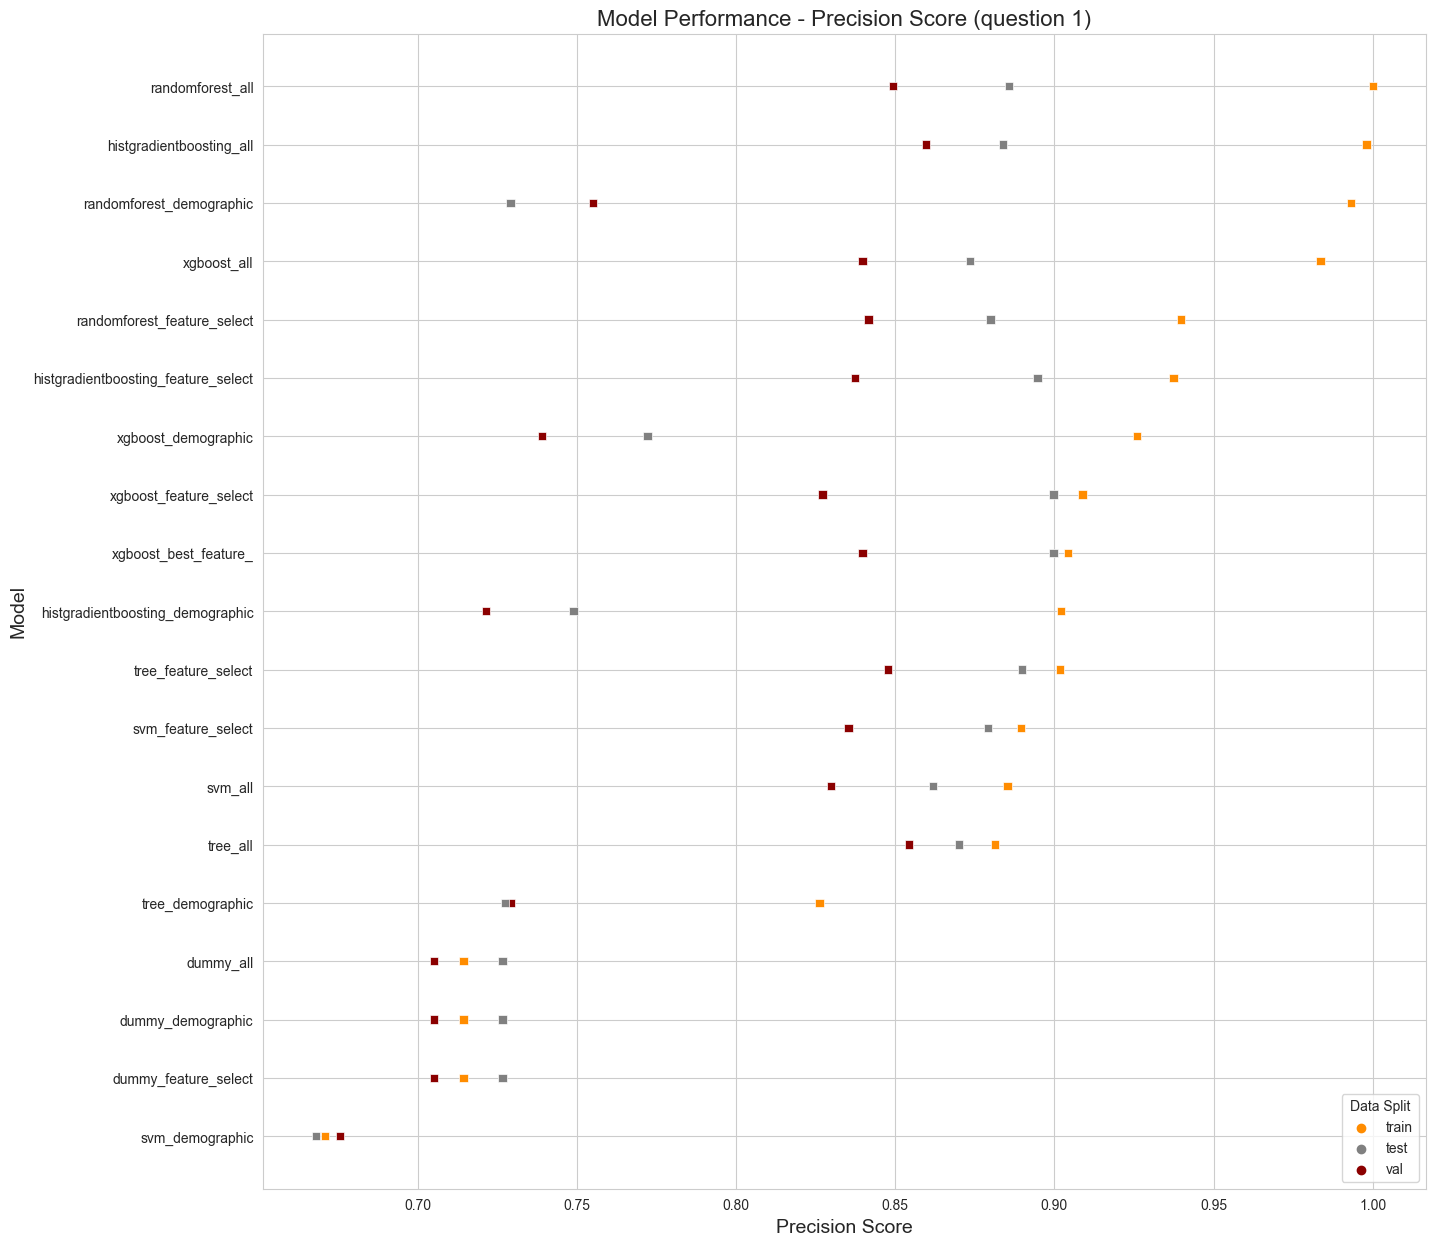 Model Performance - Precision Score (question 1)
Model
randomforest_all
histgradientboosting_all
randomforest_demographic
xgboost_all
randomforest_feature_select
histgradientboosting_feature_select
xgboost_demographic
xgboost_feature_select
xgboost_best_feature_
histgradientboosting_demographic
tree_feature_select
svm_feature_select
svm_all
tree_all
tree_demographic
dummy_all
dummy_demographic
dummy_feature_select
svm_demographic
Data Split
train
test
val
0.70 0.75 0.80 0.85 0.90 0.95 1.00
Precision Score